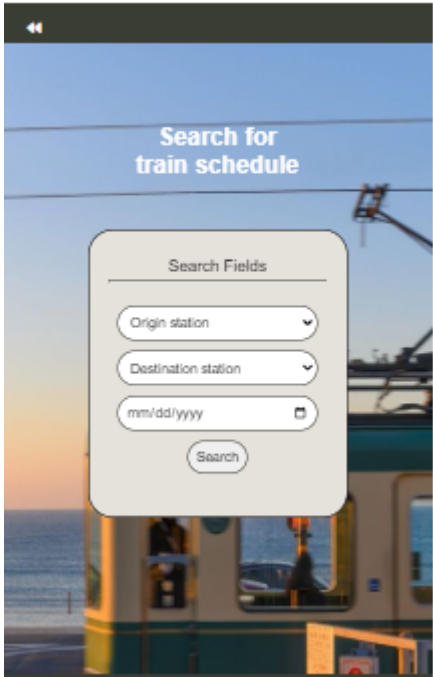 Search for
train schedule
Search Fields
Origin station
Destination station
mm/dd/yyyy
Search